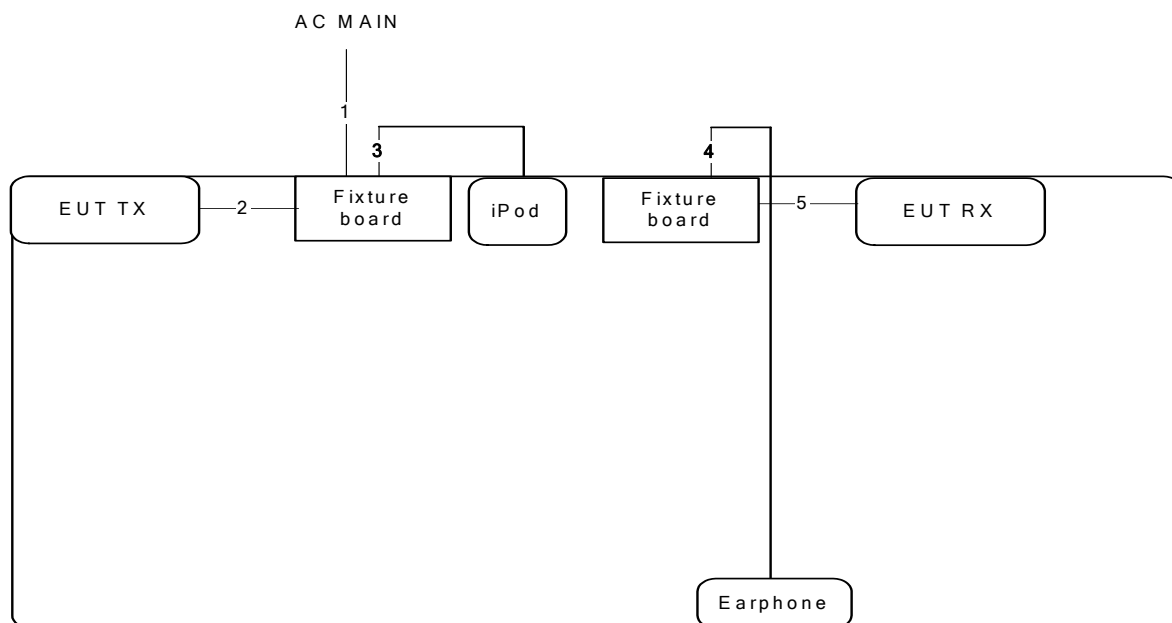 AC MAIN
1
3
4
EUT TX
2
Fixture
board
iPod
Fixture
board
5
EUT RX
Earphone